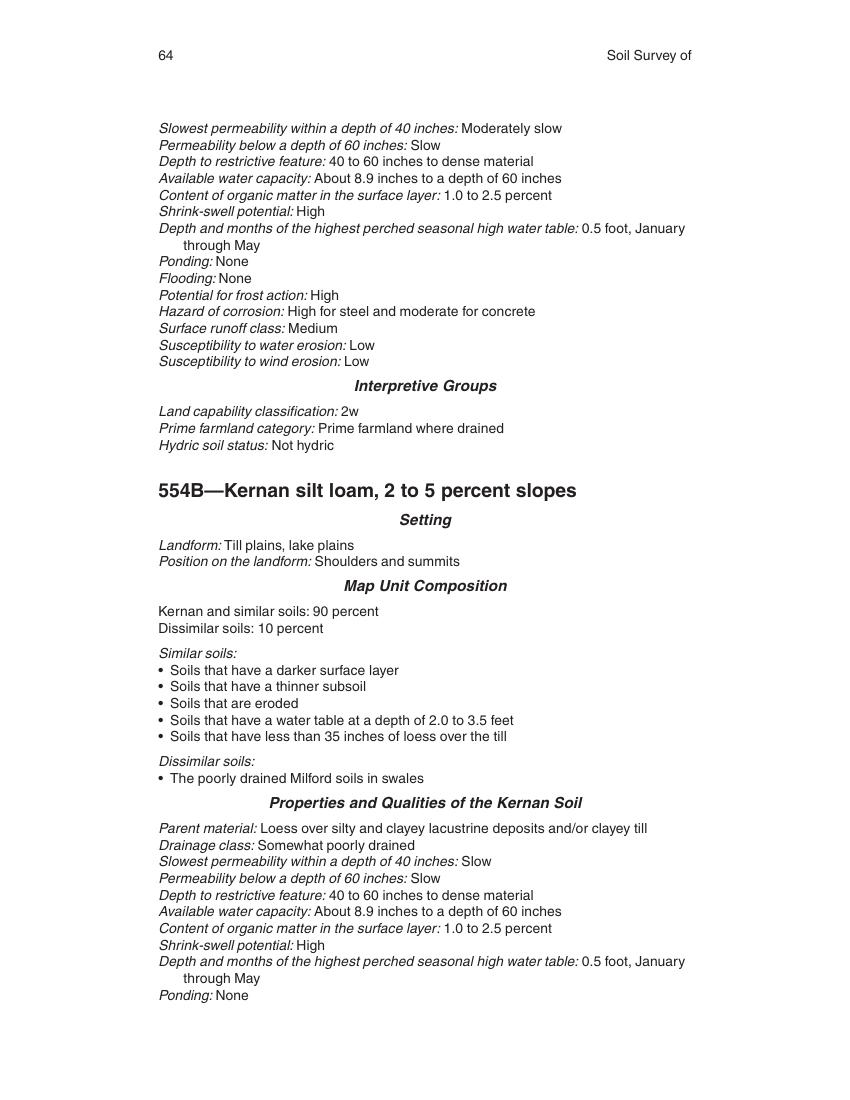 64 Soil Survey of
Slowest permeability within a depth of 40 inches: Moderately slow
Permeability below a depth of 60 inches: Slow
Depth to restrictive feature: 40 to 60 inches to dense material
Available water capacity: About 8.9 inches to a depth of 60 inches
Content of organic matter in the surface layer: 1.0 to 2.5 percent
Shrink-swell potential: High
Depth and months of the highest perched seasonal high water table: 0.5 foot, January
through May
Ponding: None
Flooding: None
Potential for frost action: High
Hazard of corrosion: High for steel and moderate for concrete
Surface runoff class: Medium
Susceptibility to water erosion: Low
Susceptibility to wind erosion: Low
Interpretive Groups
Land capability classification: 2w
Prime farmland category: Prime farmland where drained
Hydric soil status: Not hydric
554B—Kernan silt loam, 2 to 5 percent slopes
Setting
Landform: Till plains, lake plains
Position on the landform: Shoulders and summits
Map Unit Composition
Kernan and similar soils: 90 percent
Dissimilar soils: 10 percent
Similar soils:
• Soils that have a darker surface layer
• Soils that have a thinner subsoil
• Soils that are eroded
• Soils that have a water table at a depth of 2.0 to 3.5 feet
• Soils that have less than 35 inches of loess over the till
Dissimilar soils:
• The poorly drained Milford soils in swales
Properties and Qualities of the Kernan Soil
Parent material: Loess over silty and clayey lacustrine deposits and/or clayey till
Drainage class: Somewhat poorly drained
Slowest permeability within a depth of 40 inches: Slow
Permeability below a depth of 60 inches: Slow
Depth to restrictive feature: 40 to 60 inches to dense material
Available water capacity: About 8.9 inches to a depth of 60 inches
Content of organic matter in the surface layer: 1.0 to 2.5 percent
Shrink-swell potential: High
Depth and months of the highest perched seasonal high water table: 0.5 foot, January
through May
Ponding: None